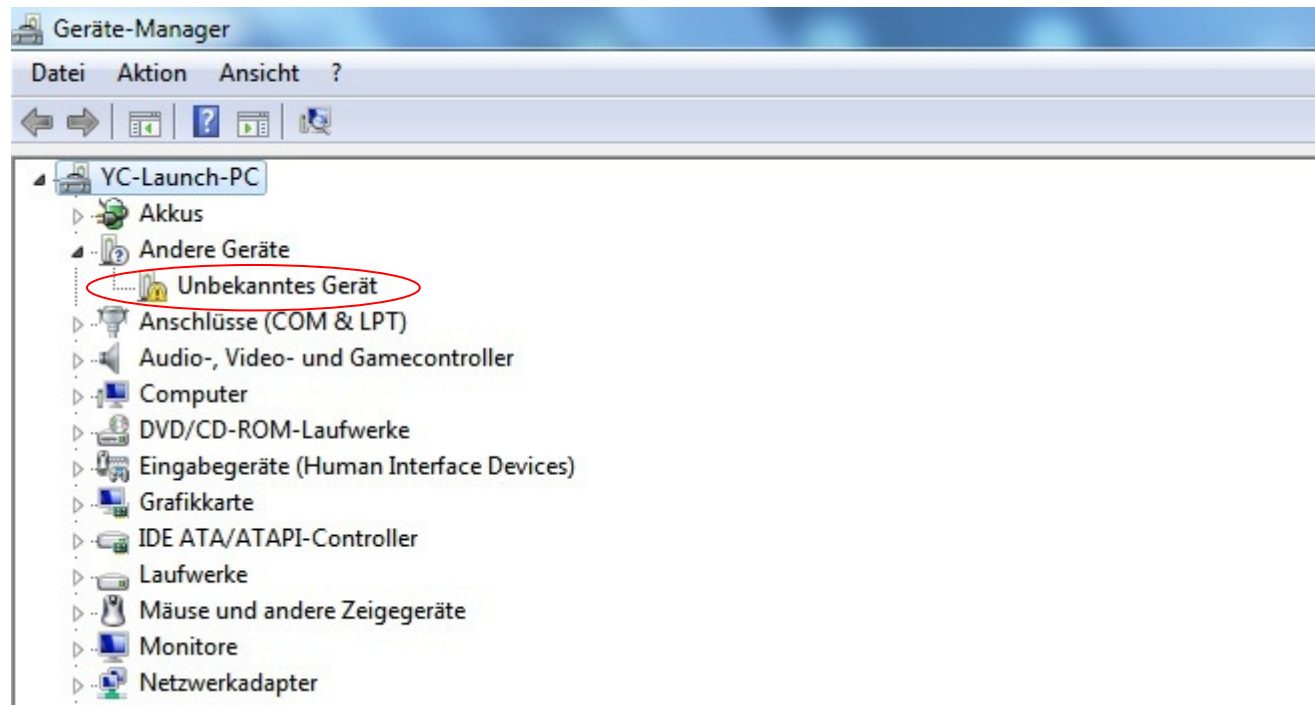 Geräte-Manager
Datei Aktion Ansicht ?
YC-Launch-PC
Akkus
Andere Geräte
Unbekanntes Gerät
Anschlüsse (COM & LPT)
Audio-, Video- und Gamecontroller
Computer
DVD/CD-ROM-Laufwerke
Eingabegeräte (Human Interface Devices)
Grafikkarte
IDE ATA/ATAPI-Controller
Laufwerke
Mäuse und andere Zeigegeräte
Monitore
Netzwerkadapter